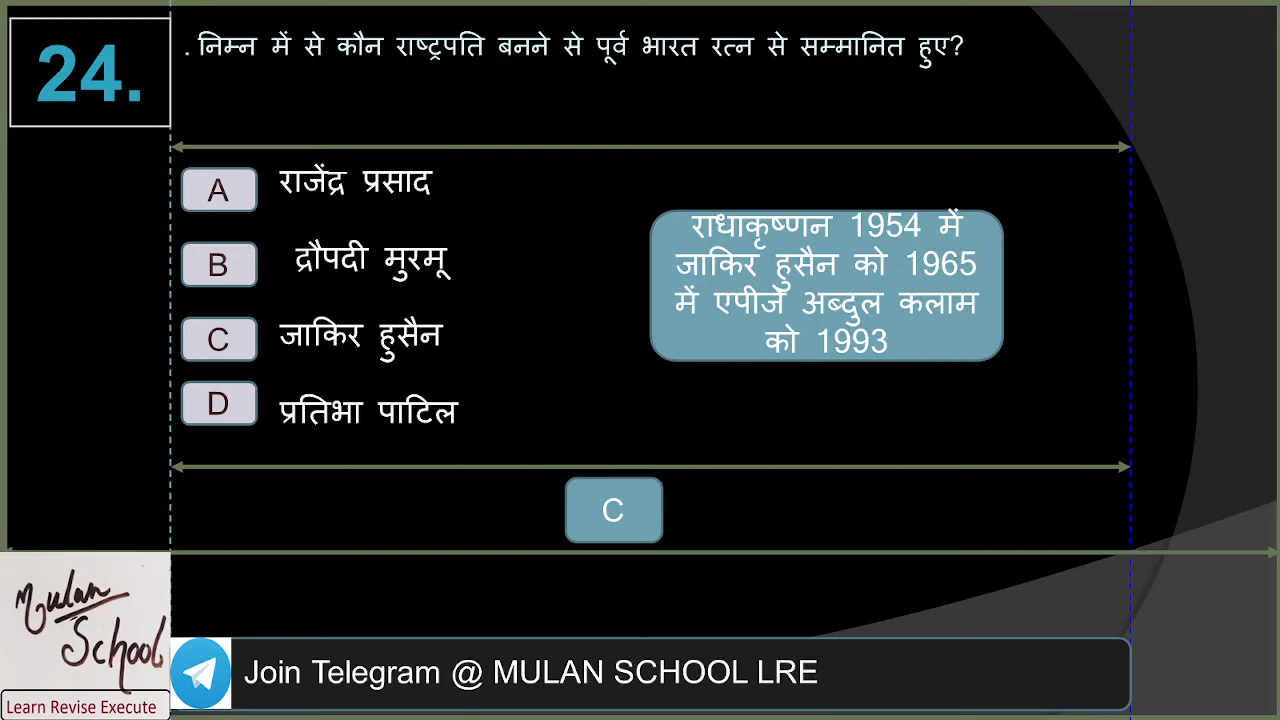 24.
. निम्न में से कौन राष्ट्रपति बनने से पूर्व भारत रत्न से सम्मानित हुए?
A राजेंद्र प्रसाद
B द्रौपदी मुरमू
C जाकिर हुसैन
D प्रतिभा पाटिल
राधाकृष्णन 1954 में
जाकिर हुसैन को 1965
में एपीजे अब्दुल कलाम
को 1993
C
Mulan
School
Learn Revise Execute
Join Telegram @ MULAN SCHOOL LRE